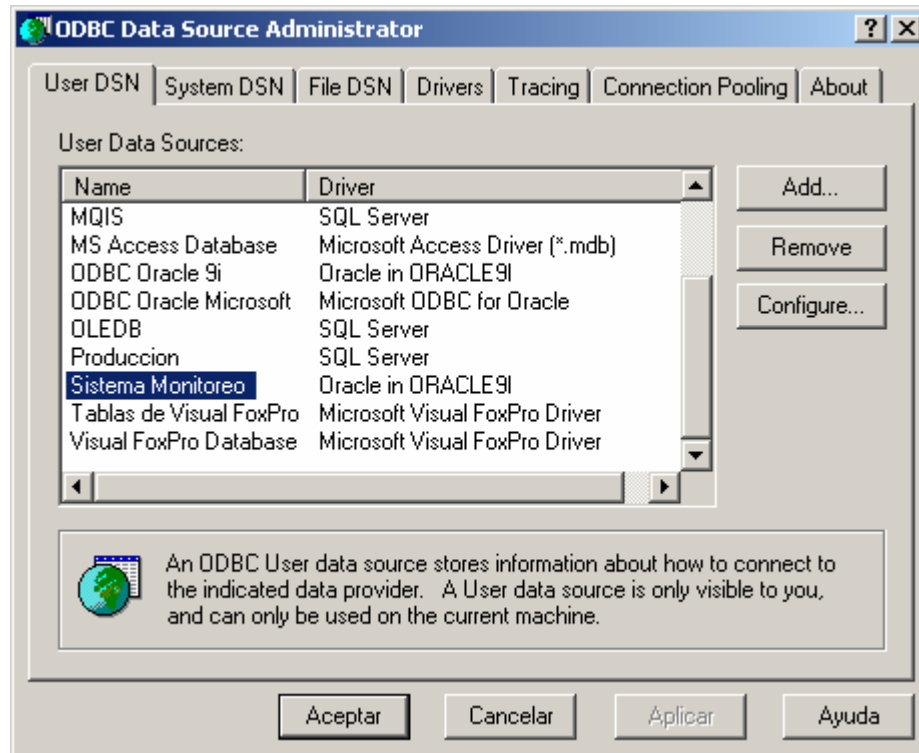 ODBC Data Source Administrator
User DSN System DSN File DSN Drivers Tracing Connection Pooling About
User Data Sources:
Name Driver
MQIS SQL Server
MS Access Database Microsoft Access Driver (*.mdb)
ODBC Oracle 9i Oracle in ORACLE9I
ODBC Oracle Microsoft Microsoft ODBC for Oracle
OLEDB SQL Server
Produccion SQL Server
Sistema Monitoreo Oracle in ORACLE9I
Tablas de Visual FoxPro Microsoft Visual FoxPro Driver
Visual FoxPro Database Microsoft Visual FoxPro Driver
Add...
Remove
Configure...
An ODBC User data source stores information about how to connect to
the indicated data provider. A User data source is only visible to you,
and can only be used on the current machine.
Aceptar Cancelar Aplicar Ayuda